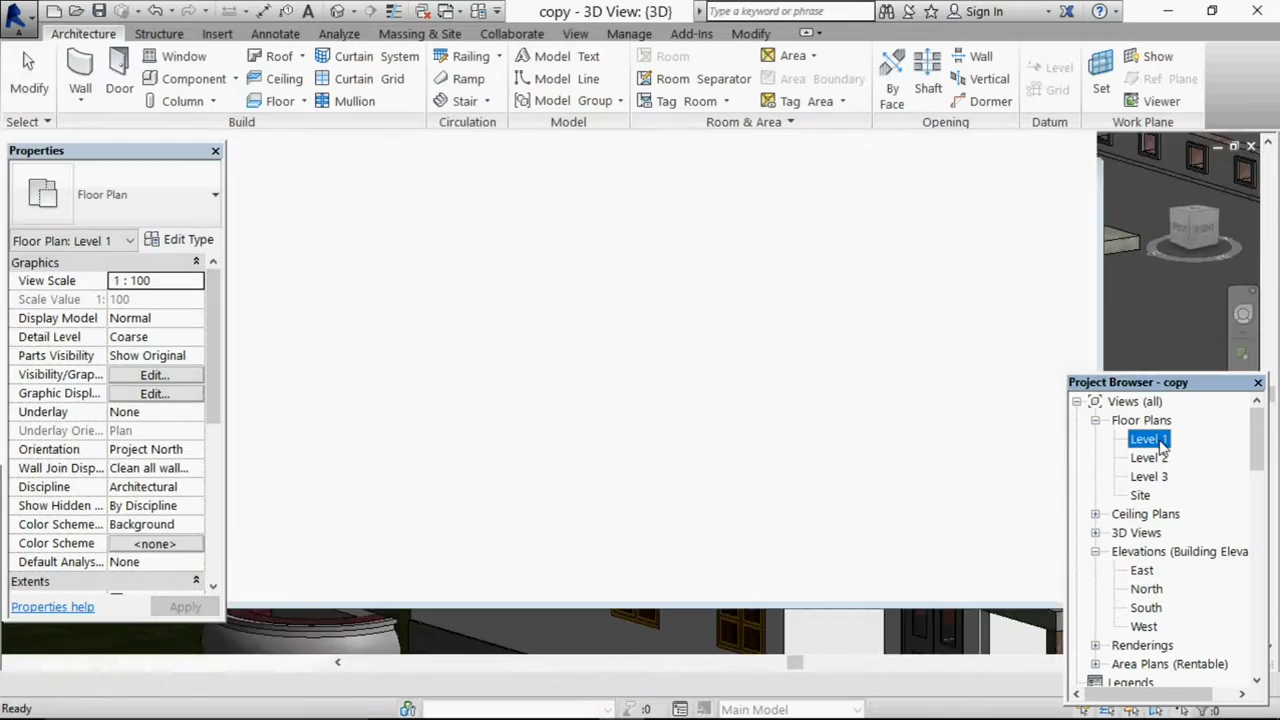 copy - 3D View: {3D}
Type a keyword or phrase
Sign In
Architecture Structure Insert Annotate Analyze Massing & Site Collaborate View Manage Add-Ins Modify
Modify
Wall
Door
Window
Component
Column
Roof
Ceiling
Floor
Curtain System
Curtain Grid
Mullion
Railing
Ramp
Stair
Model Text
Model Line
Model Group
Room
Room Separator
Tag Room
Area
Area Boundary
Tag Area
By Face
Shaft
Wall
Vertical
Dormer
Level
Grid
Set
Show
Ref Plane
Viewer
Select Build Circulation Model Room & Area Opening Datum Work Plane
Properties
Floor Plan
Floor Plan: Level 1 Edit Type
Graphics
View Scale 1 : 100
Scale Value 1: 100
Display Model Normal
Detail Level Coarse
Parts Visibility Show Original
Visibility/Grap... Edit...
Graphic Displ... Edit...
Underlay None
Underlay Orie... Plan
Orientation Project North
Wall Join Disp... Clean all wall...
Discipline Architectural
Show Hidden ... By Discipline
Color Scheme... Background
Color Scheme <none>
Default Analys... None
Extents
Properties help Apply
RIGHT
Project Browser - copy
Views (all)
Floor Plans
Level 1
Level 2
Level 3
Site
Ceiling Plans
3D Views
Elevations (Building Eleva
East
North
South
West
Renderings
Area Plans (Rentable)
Legends
Ready :0 Main Model :0